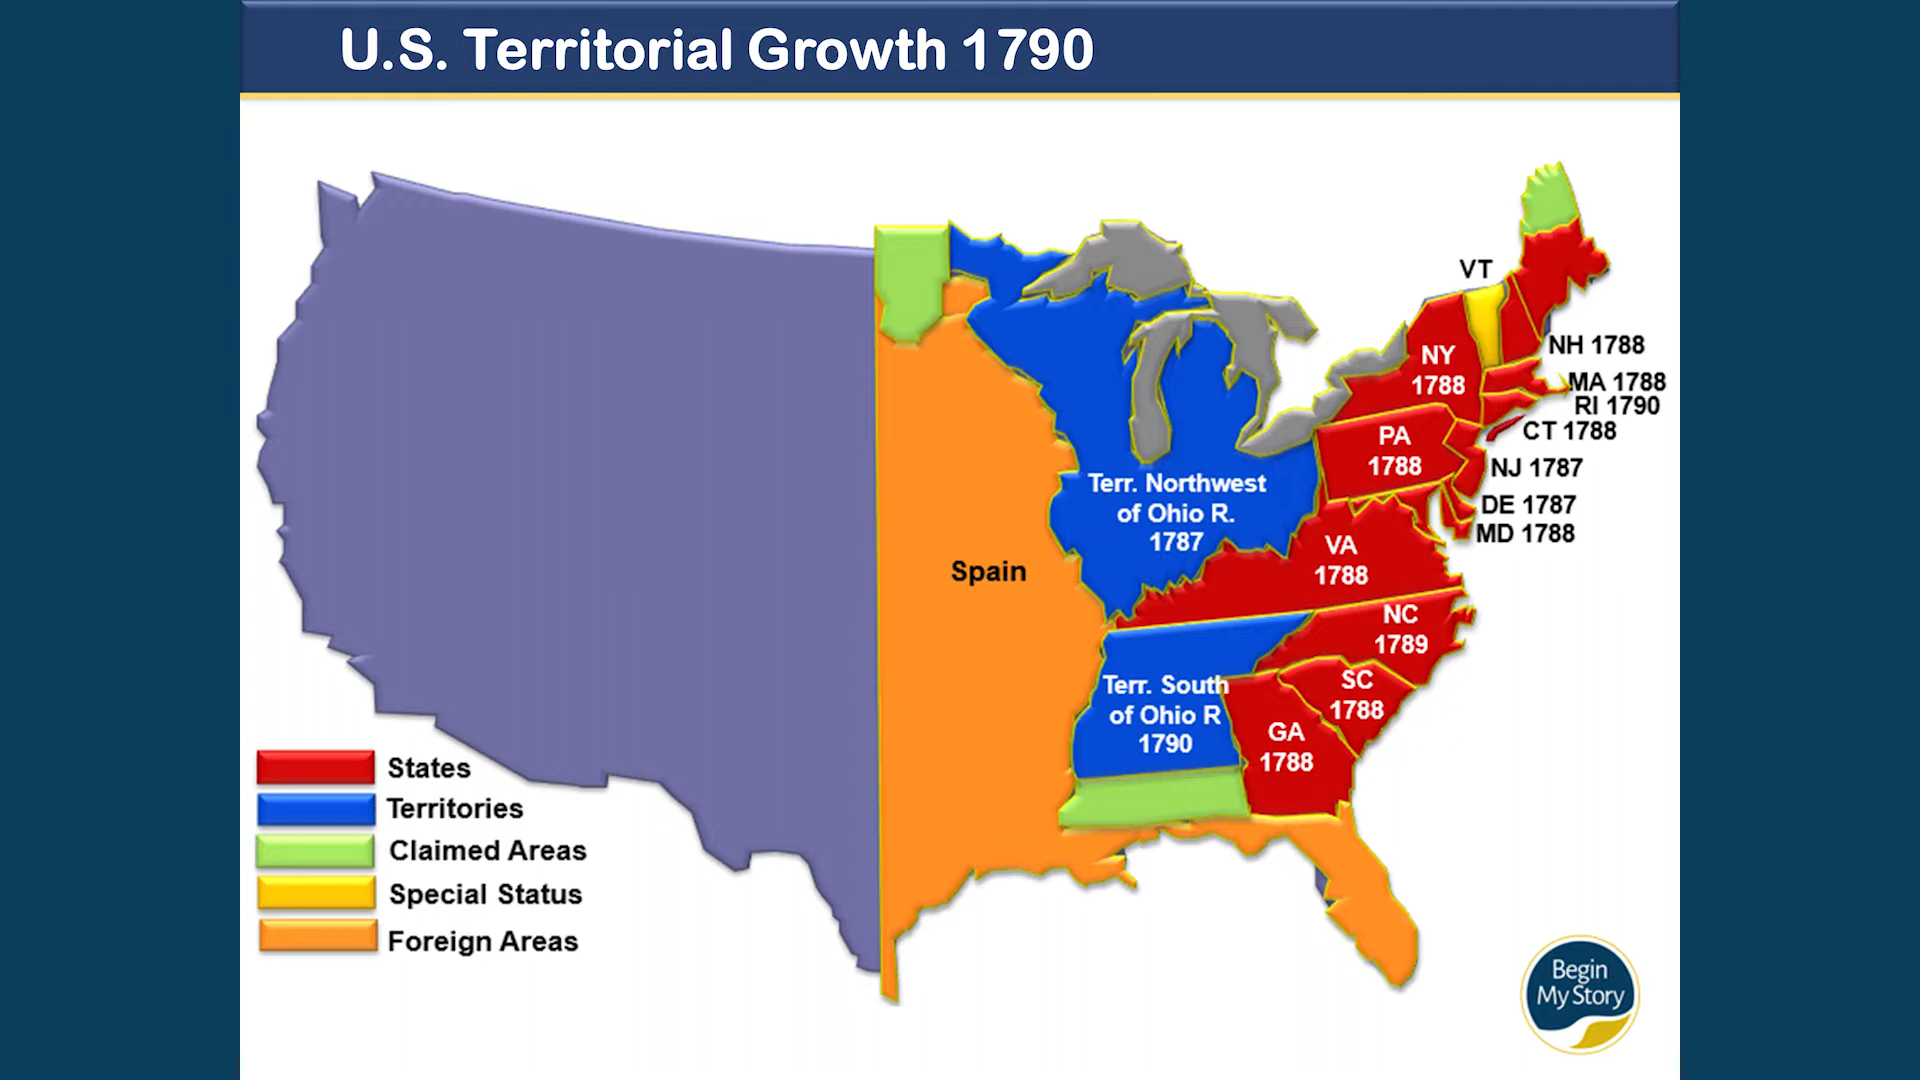 U.S. Territorial Growth 1790
VT
NH 1788
NY
1788
MA 1788
RI 1790
CT 1788
PA
1788
NJ 1787
DE 1787
MD 1788
Terr. Northwest
of Ohio R.
1787
VA
1788
Spain
NC
1789
Terr. South
of Ohio R
1790
SC
1788
GA
1788
States
Territories
Claimed Areas
Special Status
Foreign Areas
Begin
My Story